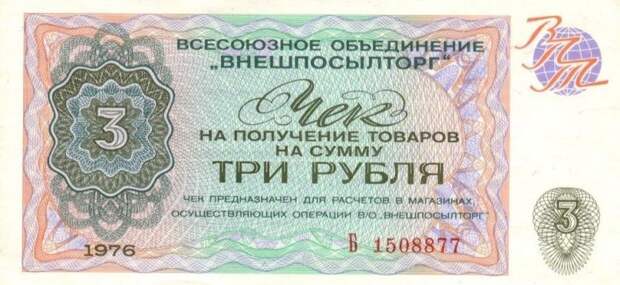 ВСЕСОЮЗНОЕ ОБЪЕДИНЕНИЕ
„ВНЕШПОСЫЛТОРГ"
ВПТ
Чек
3
НА ПОЛУЧЕНИЕ ТОВАРОВ
НА СУММУ
ТРИ РУБЛЯ
ЧЕК ПРЕДНАЗНАЧЕН ДЛЯ РАСЧЕТОВ В МАГАЗИНАХ,
ОСУЩЕСТВЛЯЮЩИХ ОПЕРАЦИИ В/О „ВНЕШПОСЫЛТОРГ"
3
1976
Б 1508877